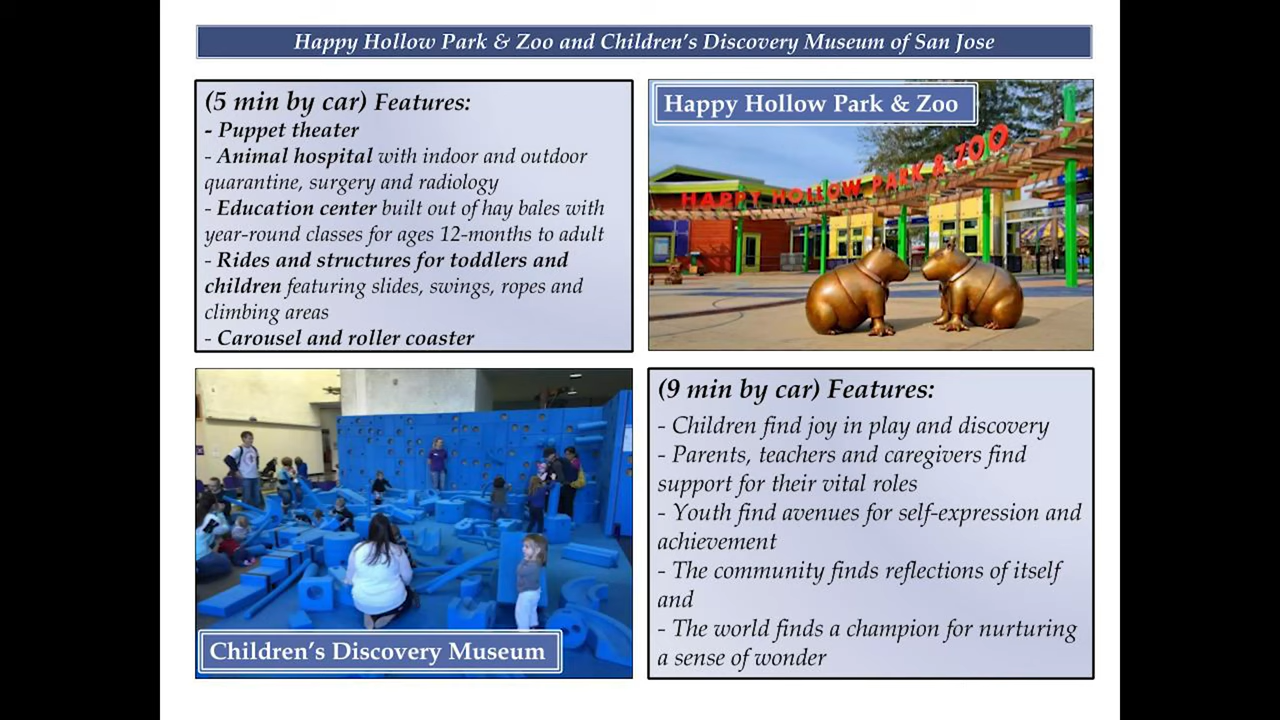 Happy Hollow Park & Zoo and Children's Discovery Museum of San Jose
(5 min by car) Features:
- Puppet theater
- Animal hospital with indoor and outdoor
quarantine, surgery and radiology
- Education center built out of hay bales with
year-round classes for ages 12-months to adult
- Rides and structures for toddlers and
children featuring slides, swings, ropes and
climbing areas
- Carousel and roller coaster
Happy Hollow Park & Zoo
HAPPY HOLLOW PARK & ZOO
Children's Discovery Museum
(9 min by car) Features:
- Children find joy in play and discovery
- Parents, teachers and caregivers find
support for their vital roles
- Youth find avenues for self-expression and
achievement
- The community finds reflections of itself
and
- The world finds a champion for nurturing
a sense of wonder